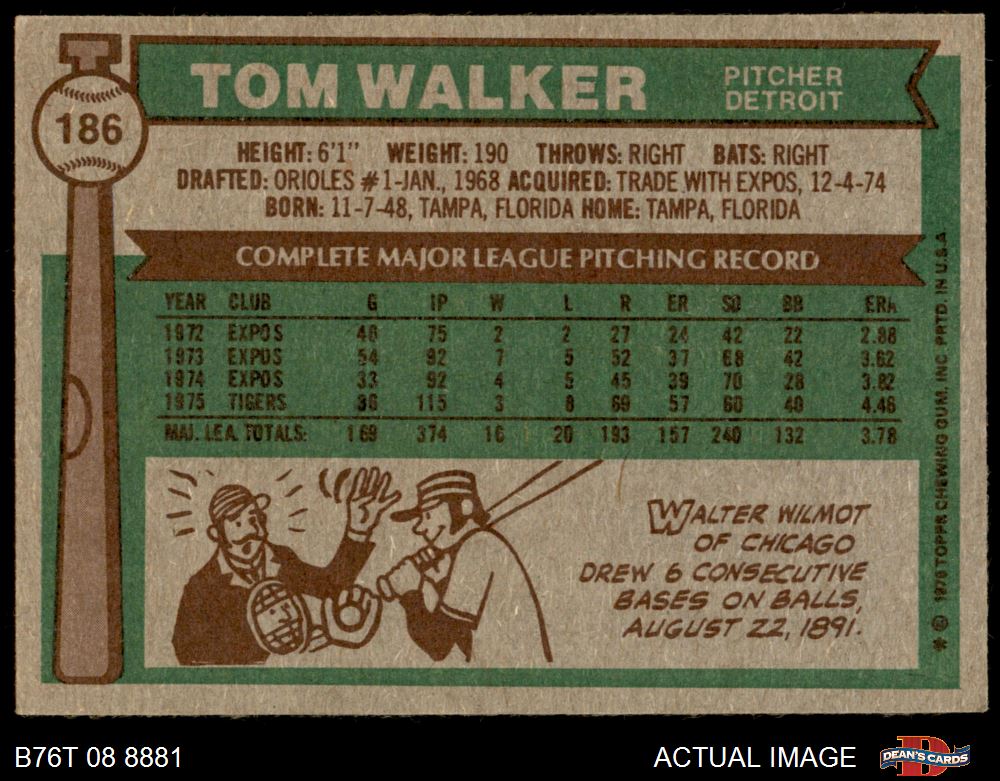 186
TOM WALKER
PITCHER
DETROIT
HEIGHT: 6'1" WEIGHT: 190 THROWS: RIGHT BATS: RIGHT
DRAFTED: ORIOLES #1-JAN., 1968 ACQUIRED: TRADE WITH EXPOS, 12-4-74
BORN: 11-7-48, TAMPA, FLORIDA HOME: TAMPA, FLORIDA
COMPLETE MAJOR LEAGUE PITCHING RECORD
YEAR CLUB G IP W L R ER SO BB ERA
1972 EXPOS 46 75 2 2 27 24 42 22 2.88
1973 EXPOS 54 92 7 5 52 37 68 42 3.62
1974 EXPOS 33 92 4 5 45 39 70 28 3.82
1975 TIGERS 36 115 3 8 69 57 60 40 4.46
MAJ. LEA. TOTALS: 169 374 16 20 193 157 240 132 3.78
WALTER WILMOT
OF CHICAGO
DREW 6 CONSECUTIVE
BASES ON BALLS,
AUGUST 22, 1891.
* © 1976 TOPPS CHEWING GUM, INC. PRTD. IN U.S.A.
B76T 08 8881
ACTUAL IMAGE
DEAN'S CARDS